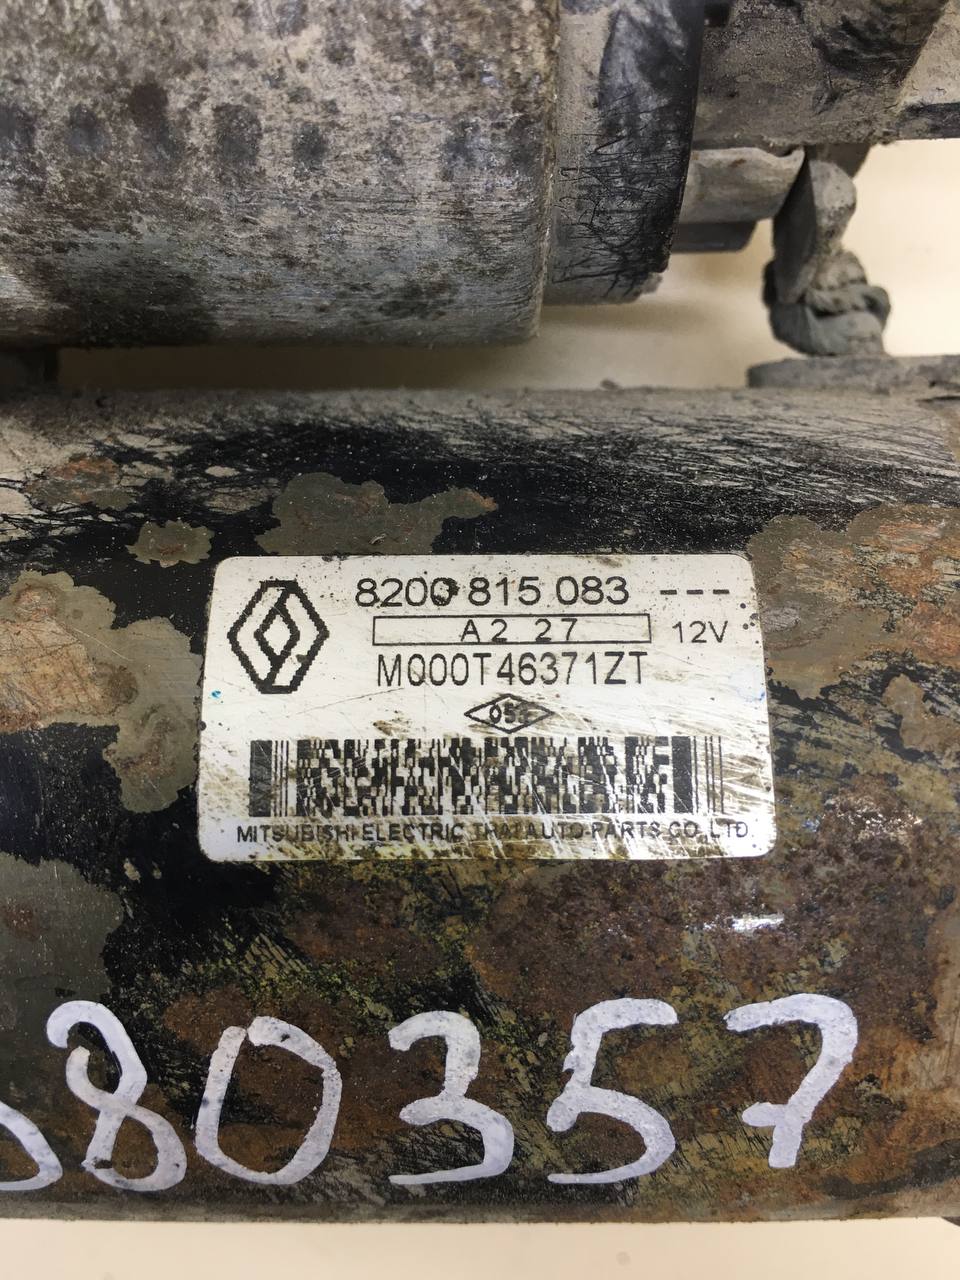 8200 815 083 ---
A2 27
12V
M000T46371ZT
MITSUBISHI ELECTRIC THAI AUTO-PARTS CO.,LTD.
80357